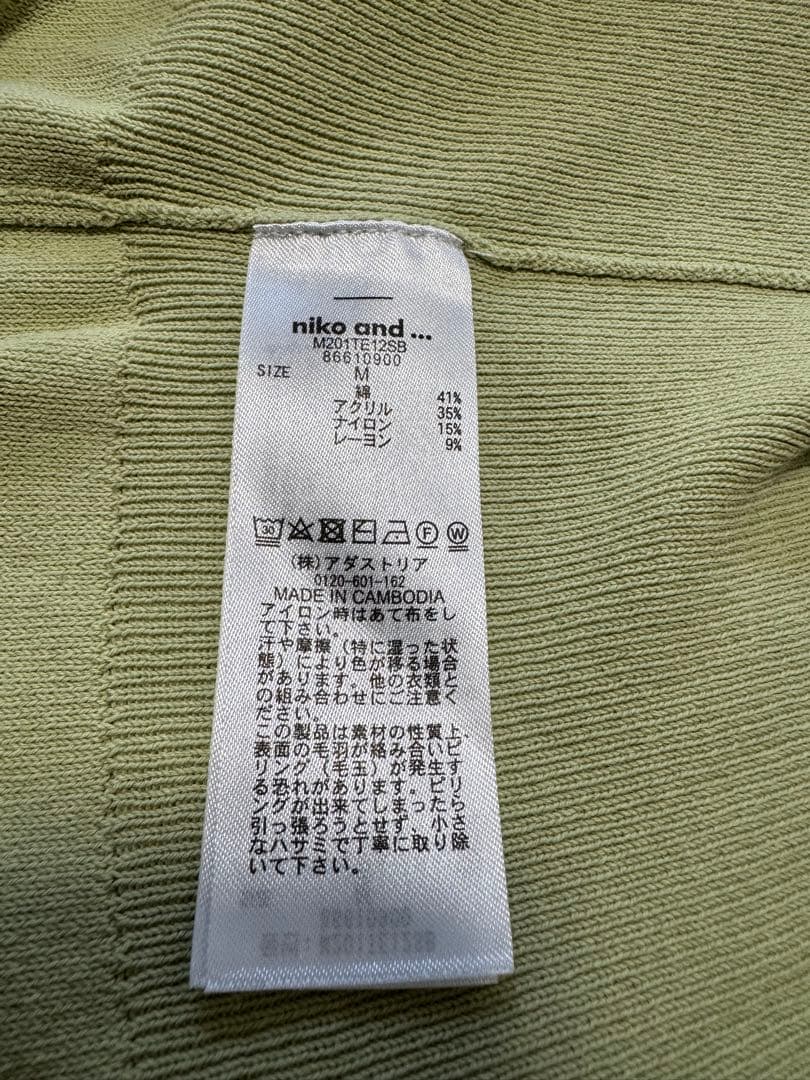 niko and ...
M201TE12SB
86610900
SIZE M
綿 41%
アクリル 35%
ナイロン 15%
レーヨン 9%
30 F W
(株)アダストリア
0120-601-162
MADE IN CAMBODIA
アイロン時はあて布をし
て下さい。
汁や摩擦(特に湿った状
態)により色が移る場合
があります。他の衣類と
の組み合わせにご注意く
ださい。
この製品は素材の性質上、
表面の毛羽が絡み合いピ
リング(毛玉)が発生す
る恐れがあります。ピリ
ングが出来てしまったら
引っ張ろうとせず、小さ
なハサミで丁寧に取り除
いて下さい。